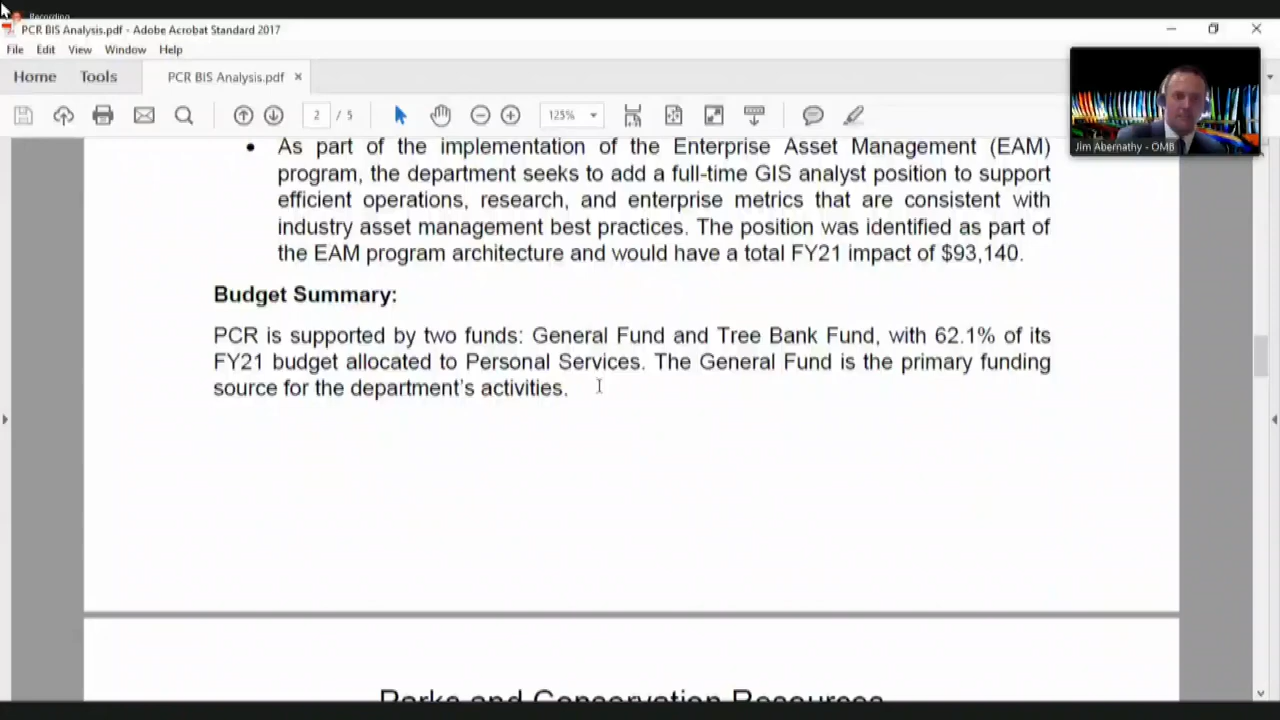 Recording
PCR BIS Analysis.pdf - Adobe Acrobat Standard 2017
File Edit View Window Help
Home Tools PCR BIS Analysis.pdf ×
2 / 5 125%
Jim Abernathy - OMB
• As part of the implementation of the Enterprise Asset Management (EAM)
program, the department seeks to add a full-time GIS analyst position to support
efficient operations, research, and enterprise metrics that are consistent with
industry asset management best practices. The position was identified as part of
the EAM program architecture and would have a total FY21 impact of $93,140.
Budget Summary:
PCR is supported by two funds: General Fund and Tree Bank Fund, with 62.1% of its
FY21 budget allocated to Personal Services. The General Fund is the primary funding
source for the department's activities.
Parks and Conservation Resources